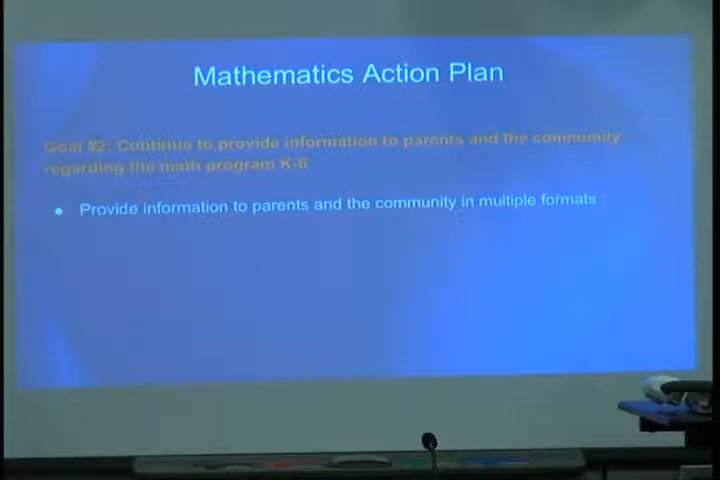 Mathematics Action Plan
Goal #2: Continue to provide information to parents and the community
regarding the math program K-6
● Provide information to parents and the community in multiple formats